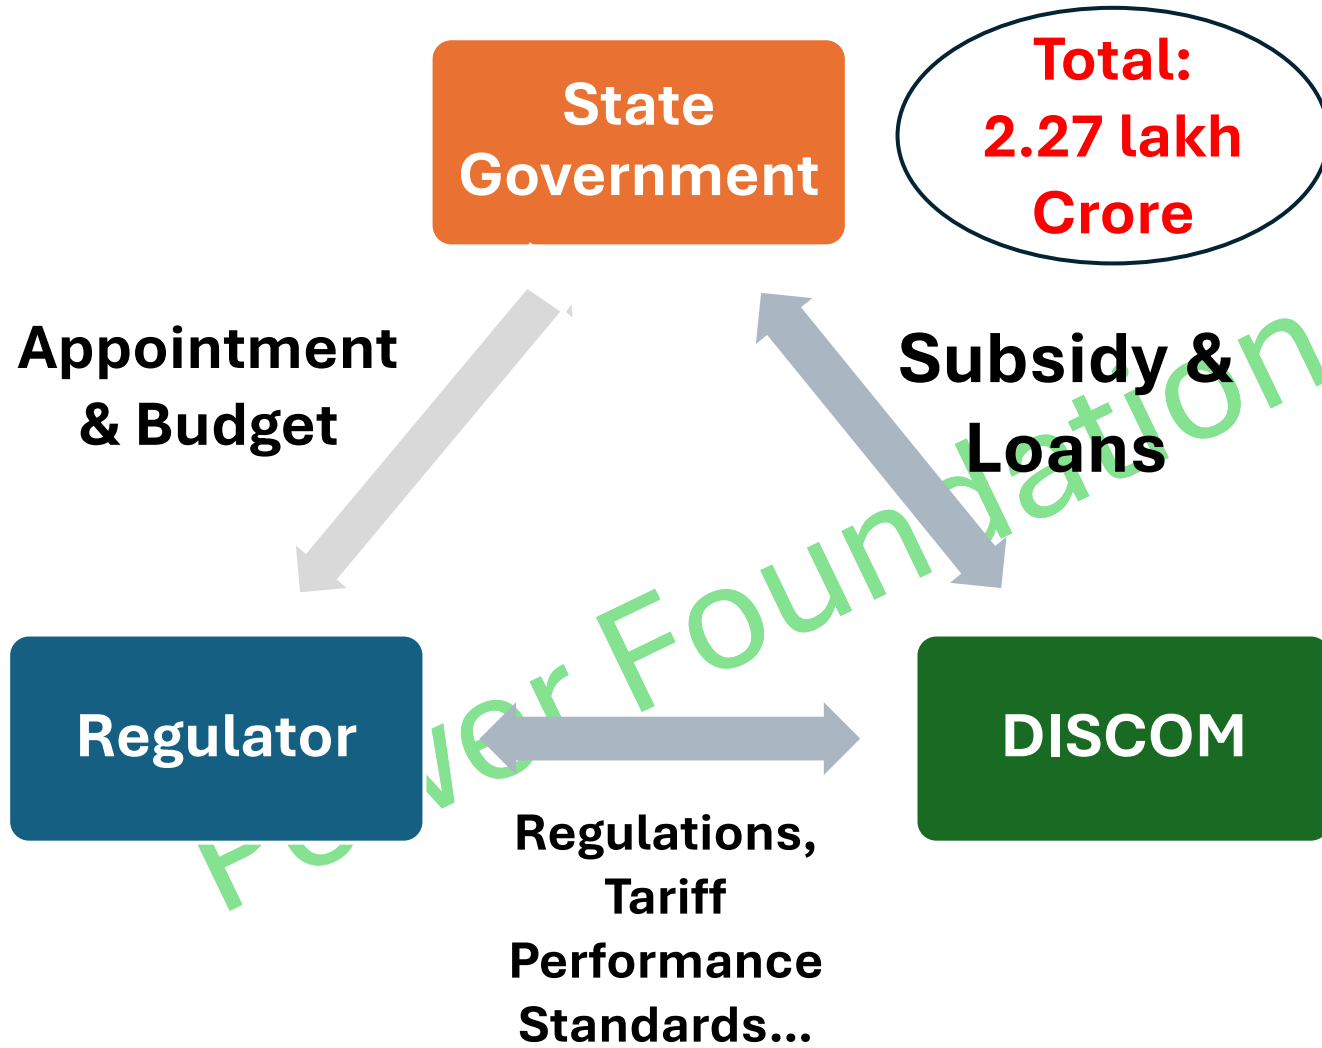 State
Government
Total:
2.27 lakh
Crore
Appointment
& Budget
Subsidy &
Loans
Regulator
DISCOM
Regulations,
Tariff
Performance
Standards...
Power Foundation